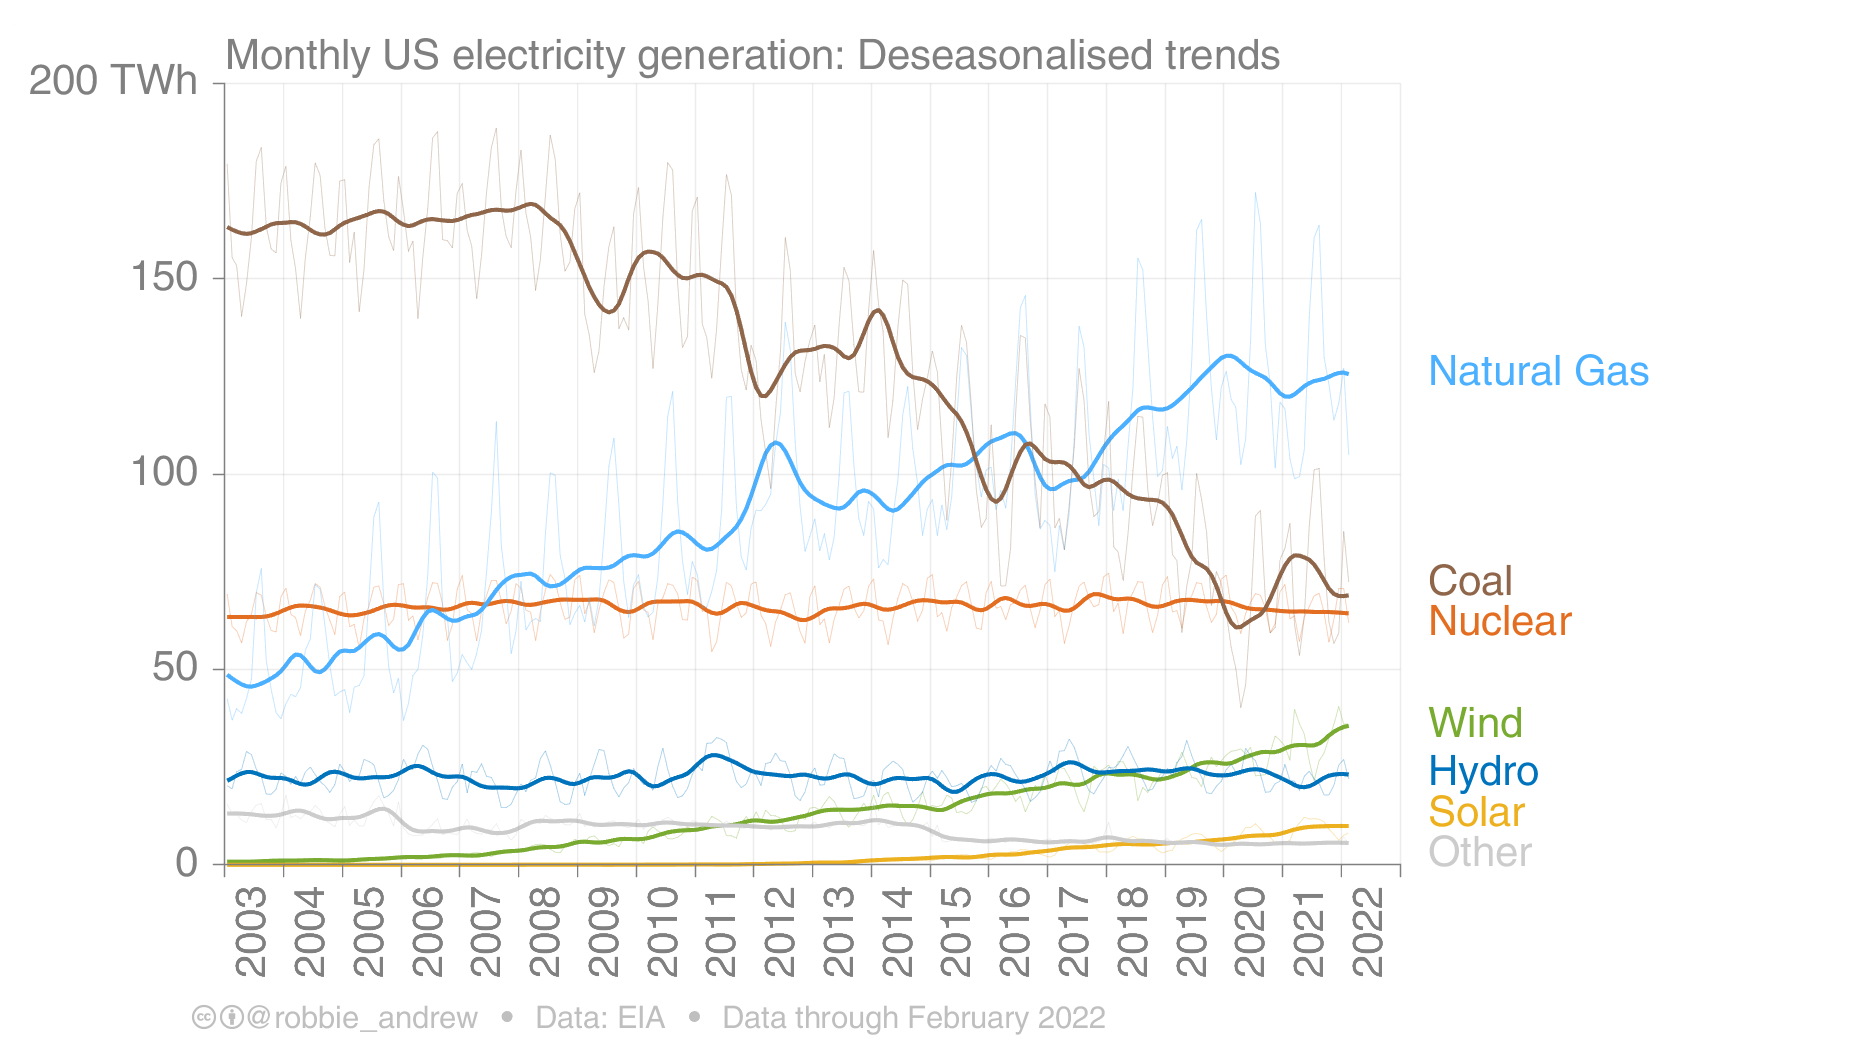 Monthly US electricity generation: Deseasonalised trends
200 TWh
150
100
50
0
Natural Gas
Coal
Nuclear
Wind
Hydro
Solar
Other
2003 2004 2005 2006 2007 2008 2009 2010 2011 2012 2013 2014 2015 2016 2017 2018 2019 2020 2021 2022
cc @robbie_andrew • Data: EIA • Data through February 2022